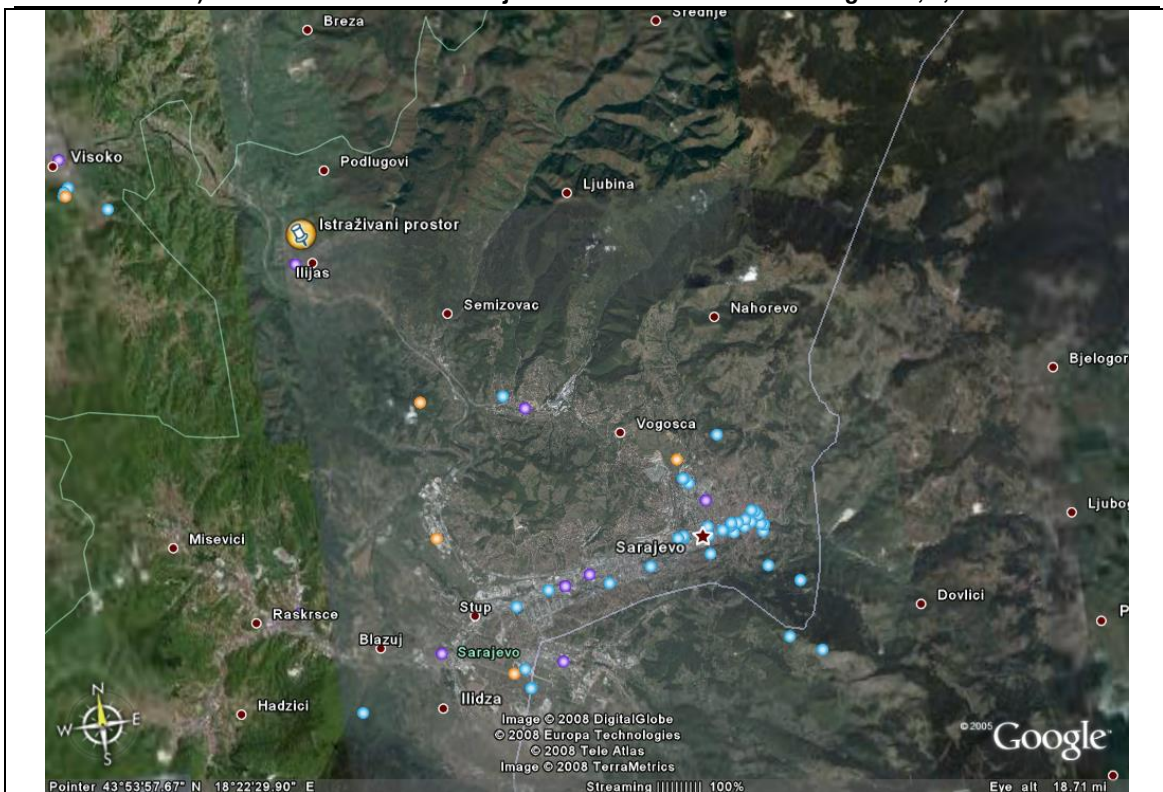 Breza
Srednje
Visoko
Podlugovi
Ljubina
Istraživani prostor
Ilijas
Semizovac
Nahorevo
Bjelogor
Vogosca
Ljubog
Misevici
Sarajevo
Dovlici
Stup
Raskrsce
P
Blazuj
Sarajevo
Hadzici
Ilidza
N
W E
S
Image © 2008 DigitalGlobe
© 2008 Europa Technologies
© 2008 Tele Atlas
Image © 2008 TerraMetrics
© 2005 Google™
Pointer 43°53'57.67" N 18°22'29.90" E Streaming |||||||||| 100% Eye alt 18.71 mi